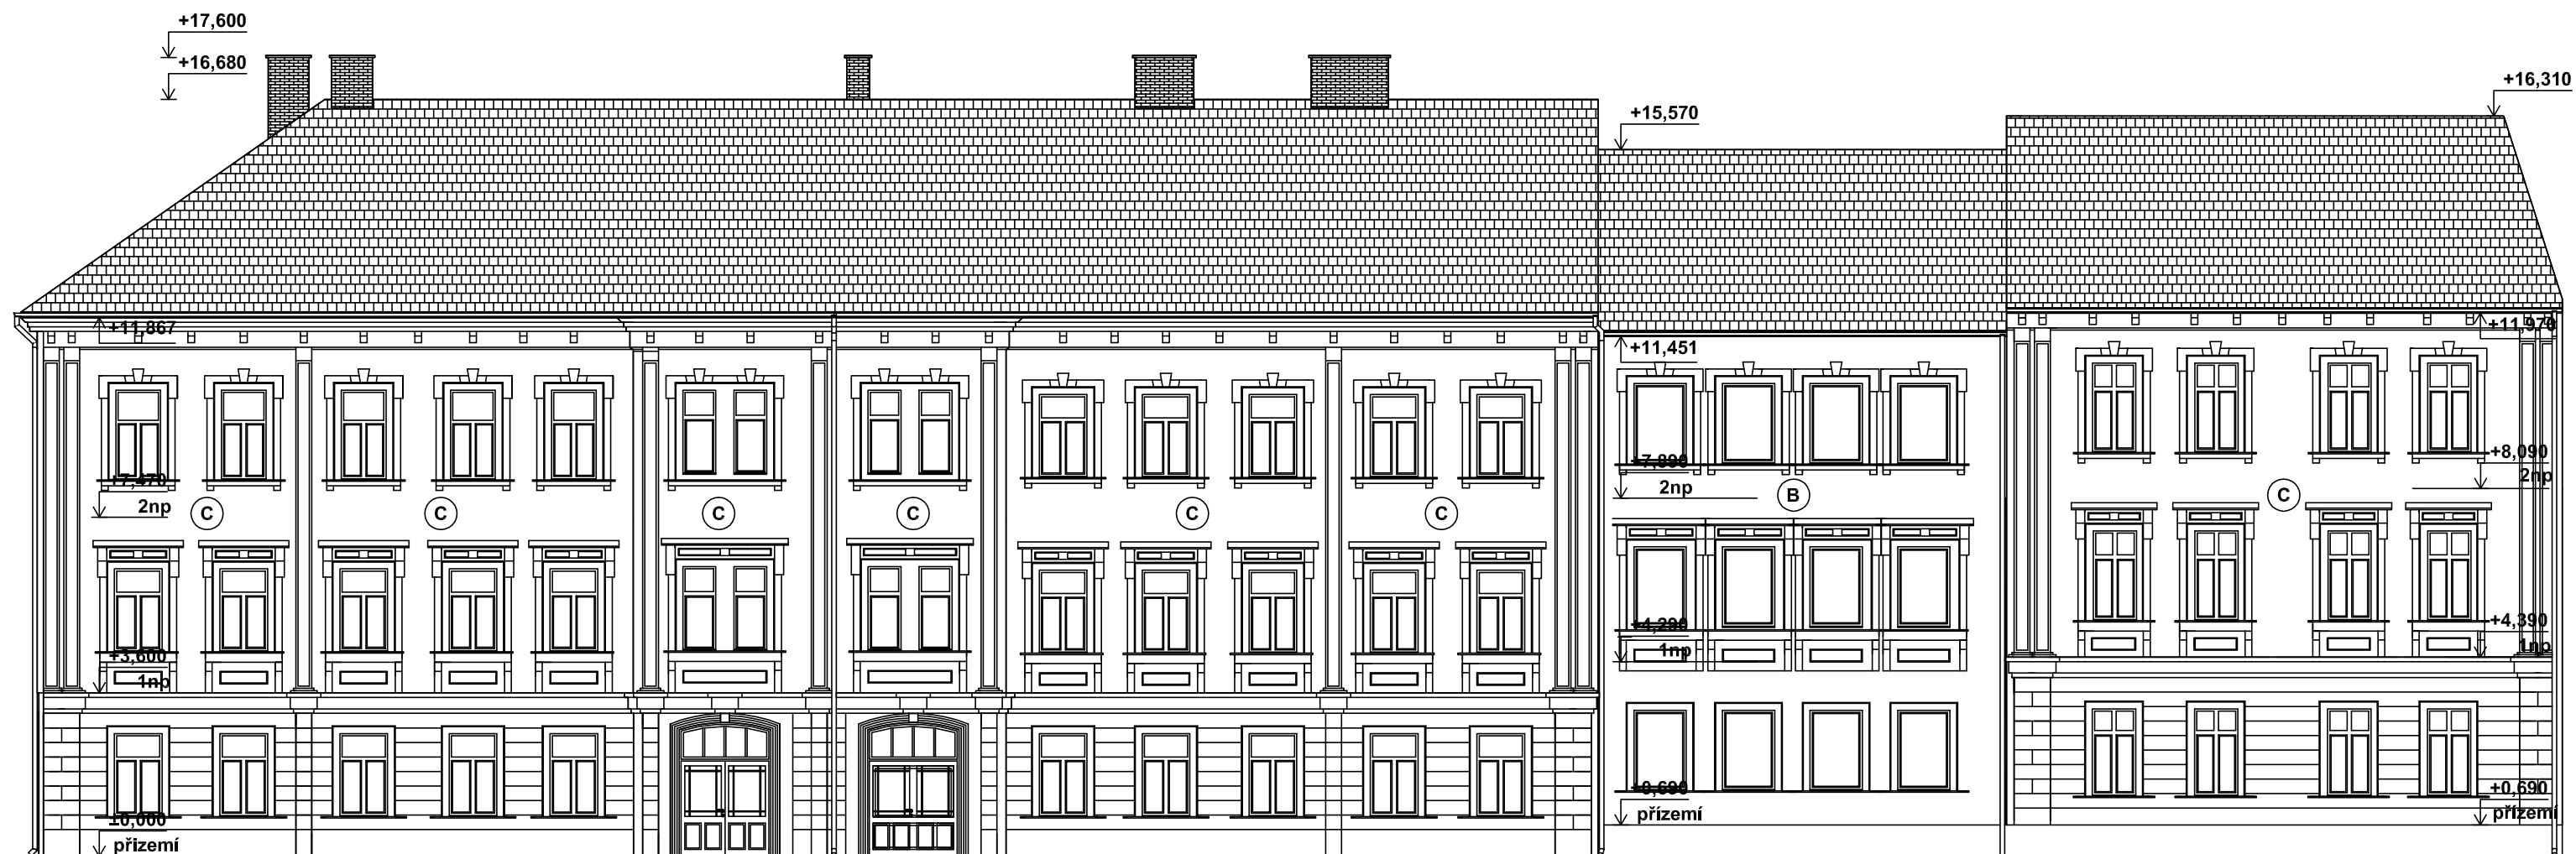 +17,600
+16,680
+16,310
+15,570
+11,867
+11,970
+11,451
+7,470
2np
+7,890
2np
+8,090
2np
C
C
C
C
C
C
B
C
+3,600
1np
+4,290
1np
+4,390
1np
±0,000
přízemí
+0,690
přízemí
+0,690
přízemí